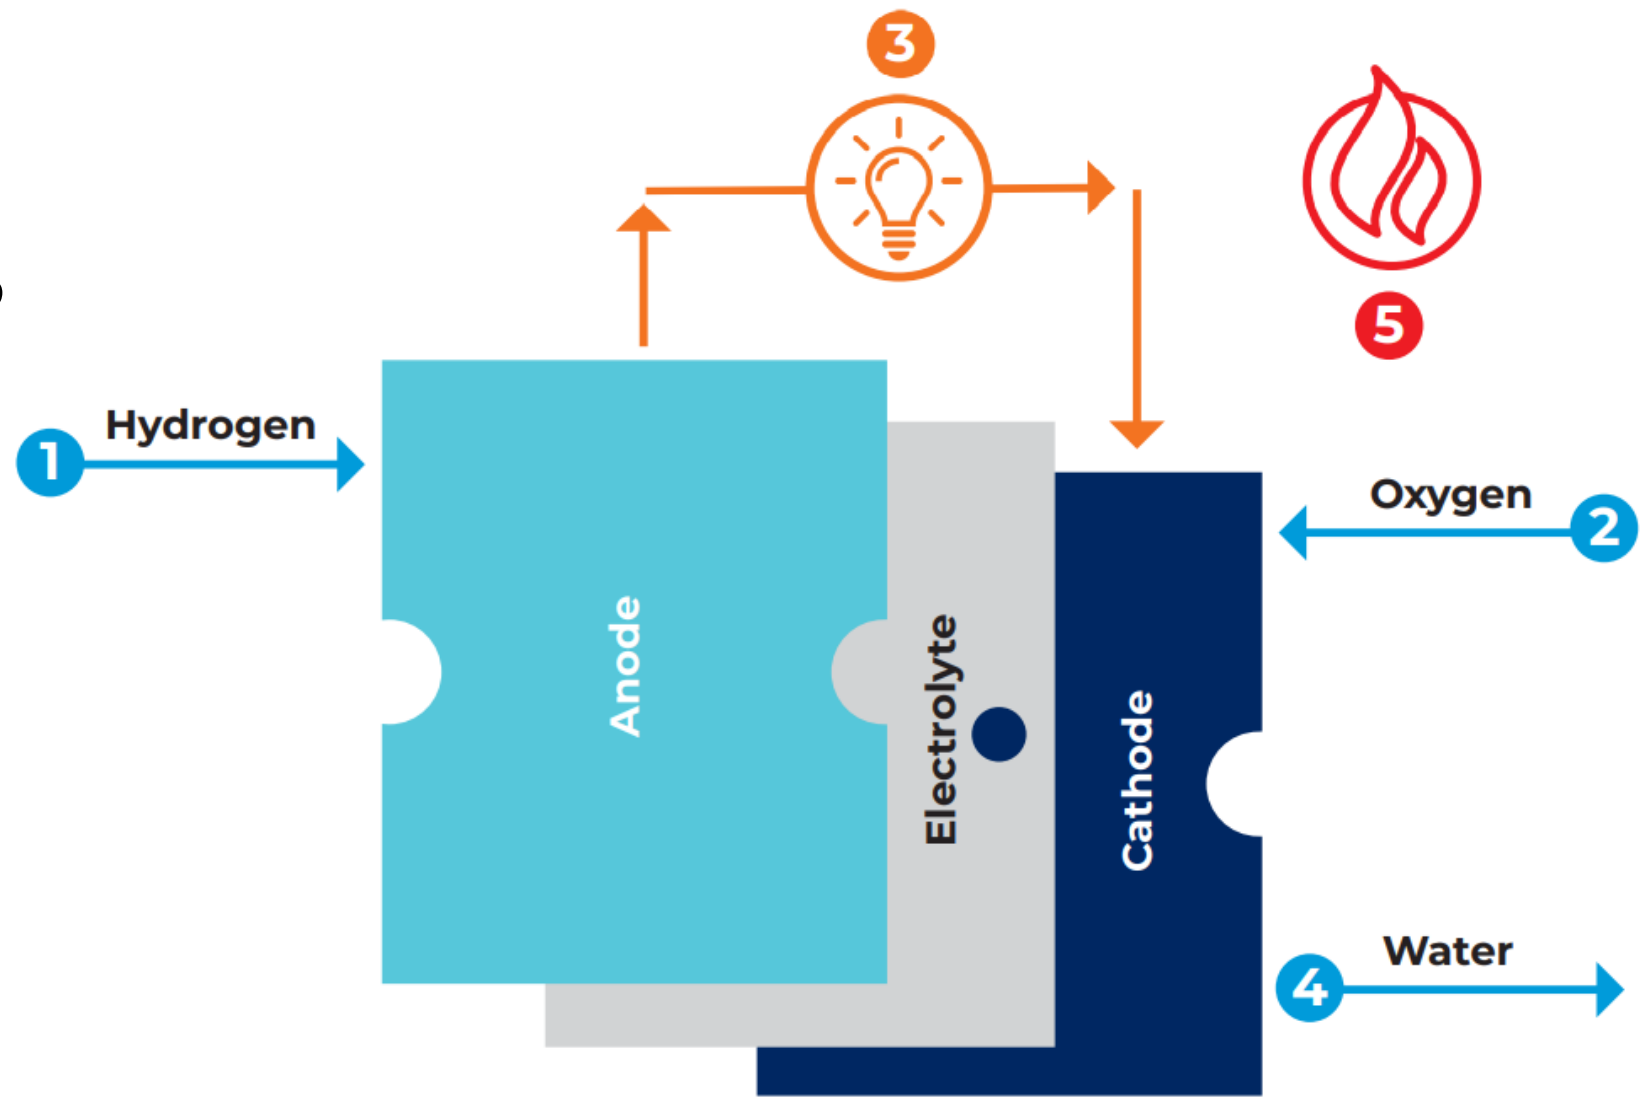 3
5
1
Hydrogen
Oxygen
2
Anode
Electrolyte
Cathode
Water
4